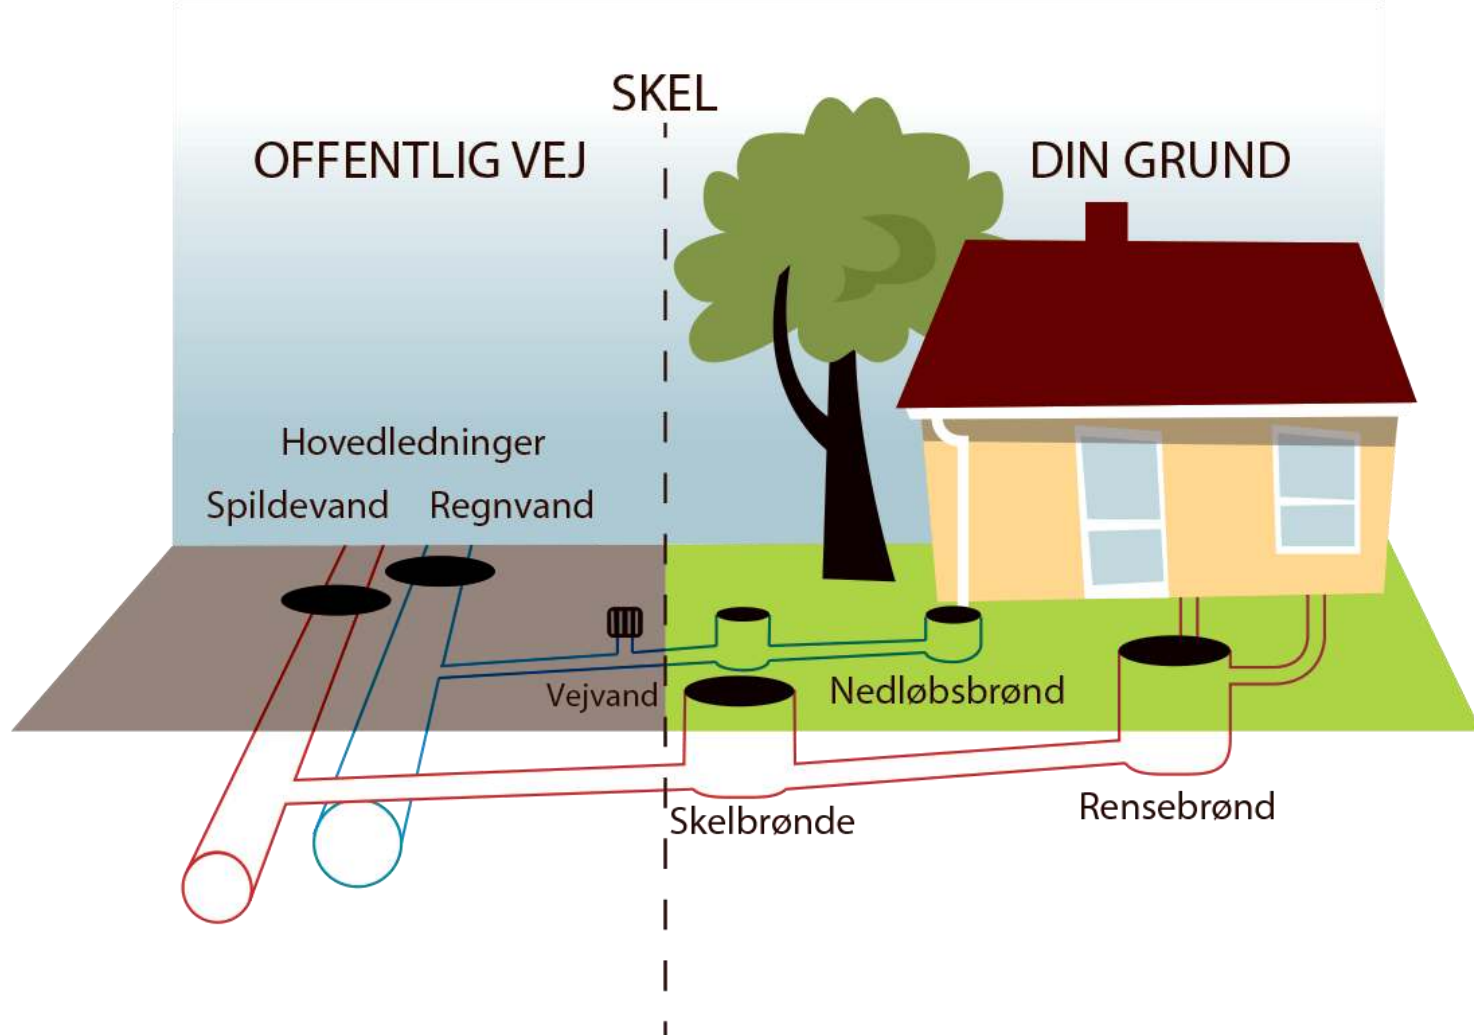 SKEL
OFFENTLIG VEJ
DIN GRUND
Hovedledninger
Spildevand
Regnvand
Vejvand
Nedløbsbrønd
Skelbrønde
Rensebrønd